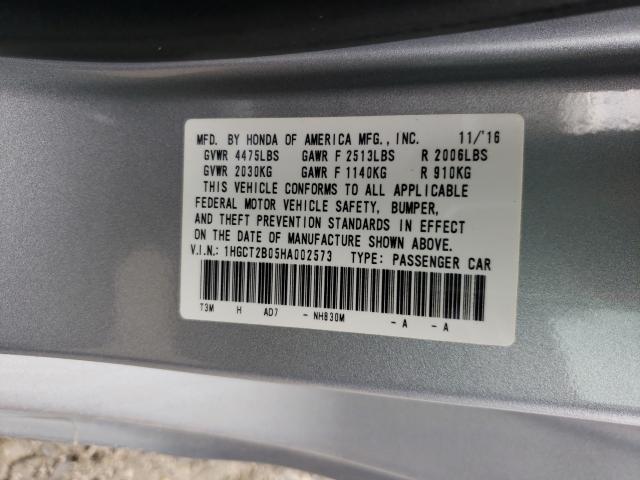 MFD. BY HONDA OF AMERICA MFG., INC. 11/'16
GVWR 4475LBS GAWR F 2513LBS R 2006LBS
GVWR 2030KG GAWR F 1140KG R 910KG
THIS VEHICLE CONFORMS TO ALL APPLICABLE
FEDERAL MOTOR VEHICLE SAFETY, BUMPER,
AND THEFT PREVENTION STANDARDS IN EFFECT
ON THE DATE OF MANUFACTURE SHOWN ABOVE.
V.I.N.: 1HGCT2B05HA002573 TYPE: PASSENGER CAR
T3M H AD7 - NH830M - A - A